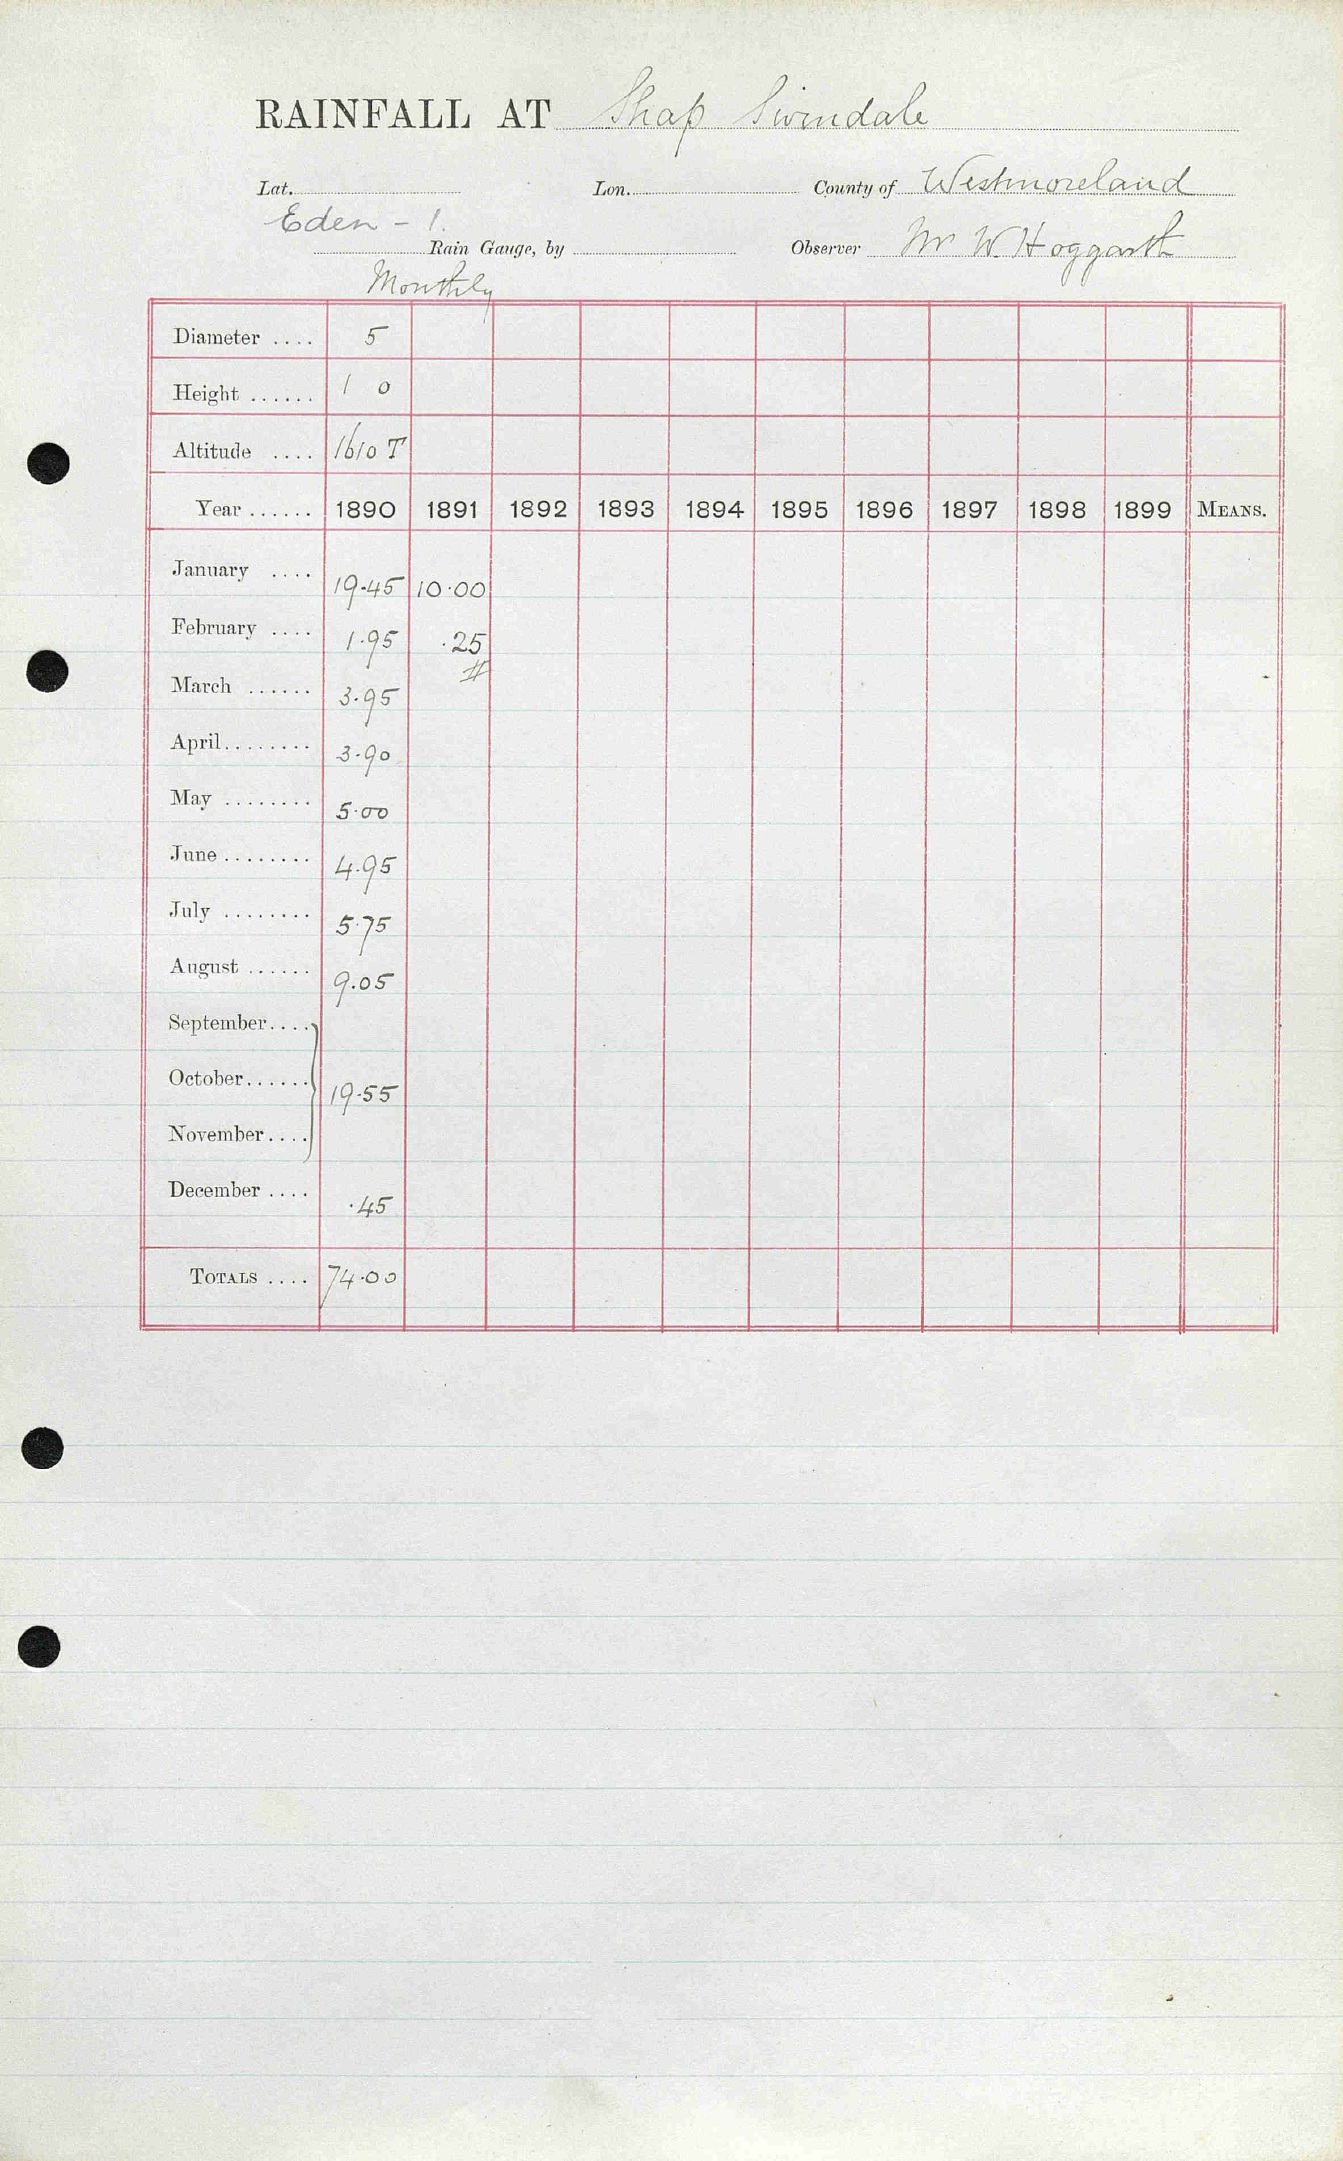 RAINFALL AT Shap Swindale
Lat. Lon. County of Westmoreland
Eden - 1.
Rain Gauge, by Observer Mr W. Hoggarth
Monthly
Diameter .... 5
Height ...... 1 0
Altitude .... 1610 T
Year ...... 1890 1891 1892 1893 1894 1895 1896 1897 1898 1899 MEANS.
January .... 19.45 10.00
February .... 1.95 .25
March ...... 3.95 #
April ........ 3.90
May ........ 5.00
June ........ 4.95
July ........ 5.75
August ...... 9.05
September....
October...... 19.55
November....
December .... .45
TOTALS .... 74.00